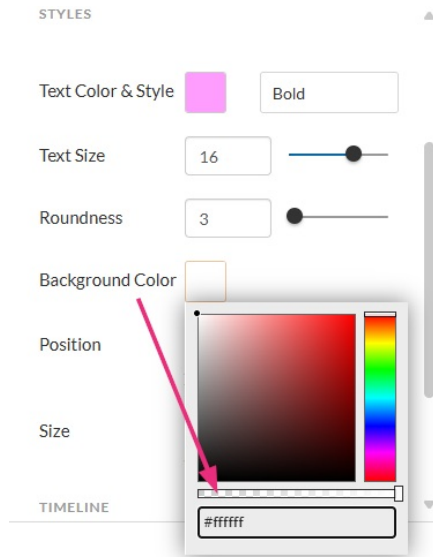 STYLES
Text Color & Style
Bold
Text Size
16
Roundness
3
Background Color
Position
Size
TIMELINE
#ffffff